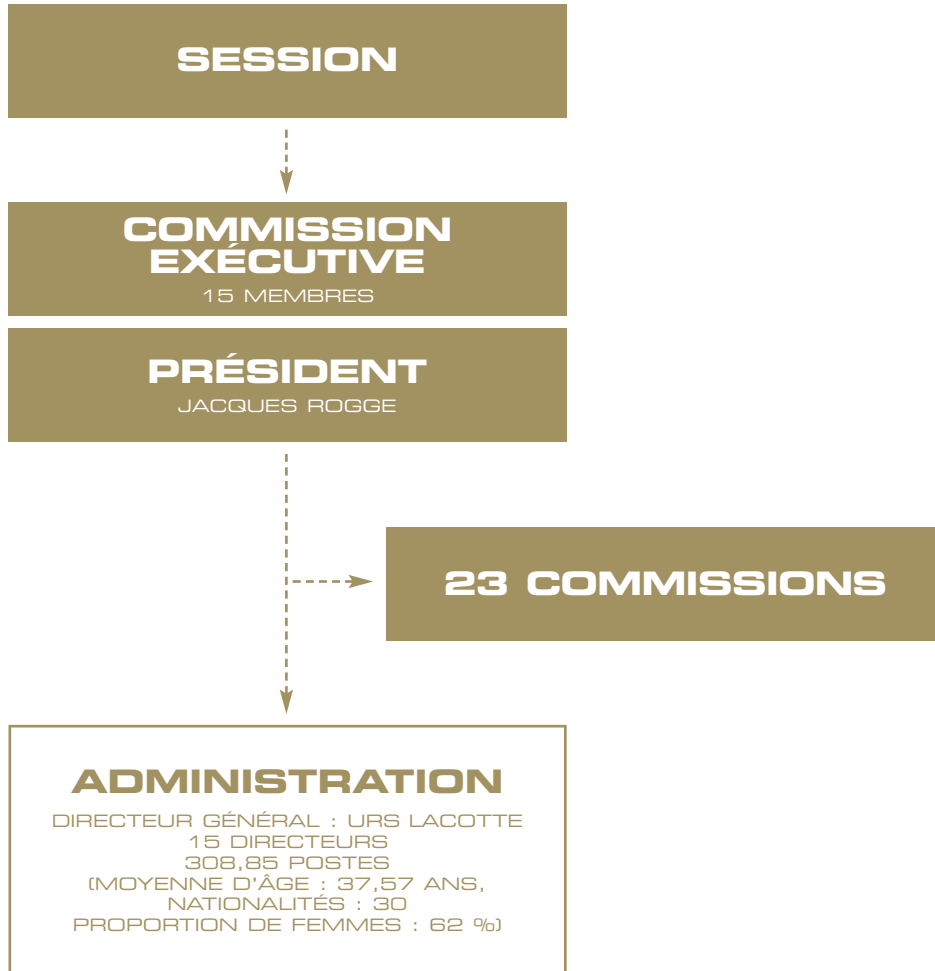 SESSION
COMMISSION
EXÉCUTIVE
15 MEMBRES
PRÉSIDENT
JACQUES ROGGE
23 COMMISSIONS
ADMINISTRATION
DIRECTEUR GÉNÉRAL : URS LACOTTE
15 DIRECTEURS
308,85 POSTES
(MOYENNE D'ÂGE : 37,57 ANS,
NATIONALITÉS : 30
PROPORTION DE FEMMES : 62 %)